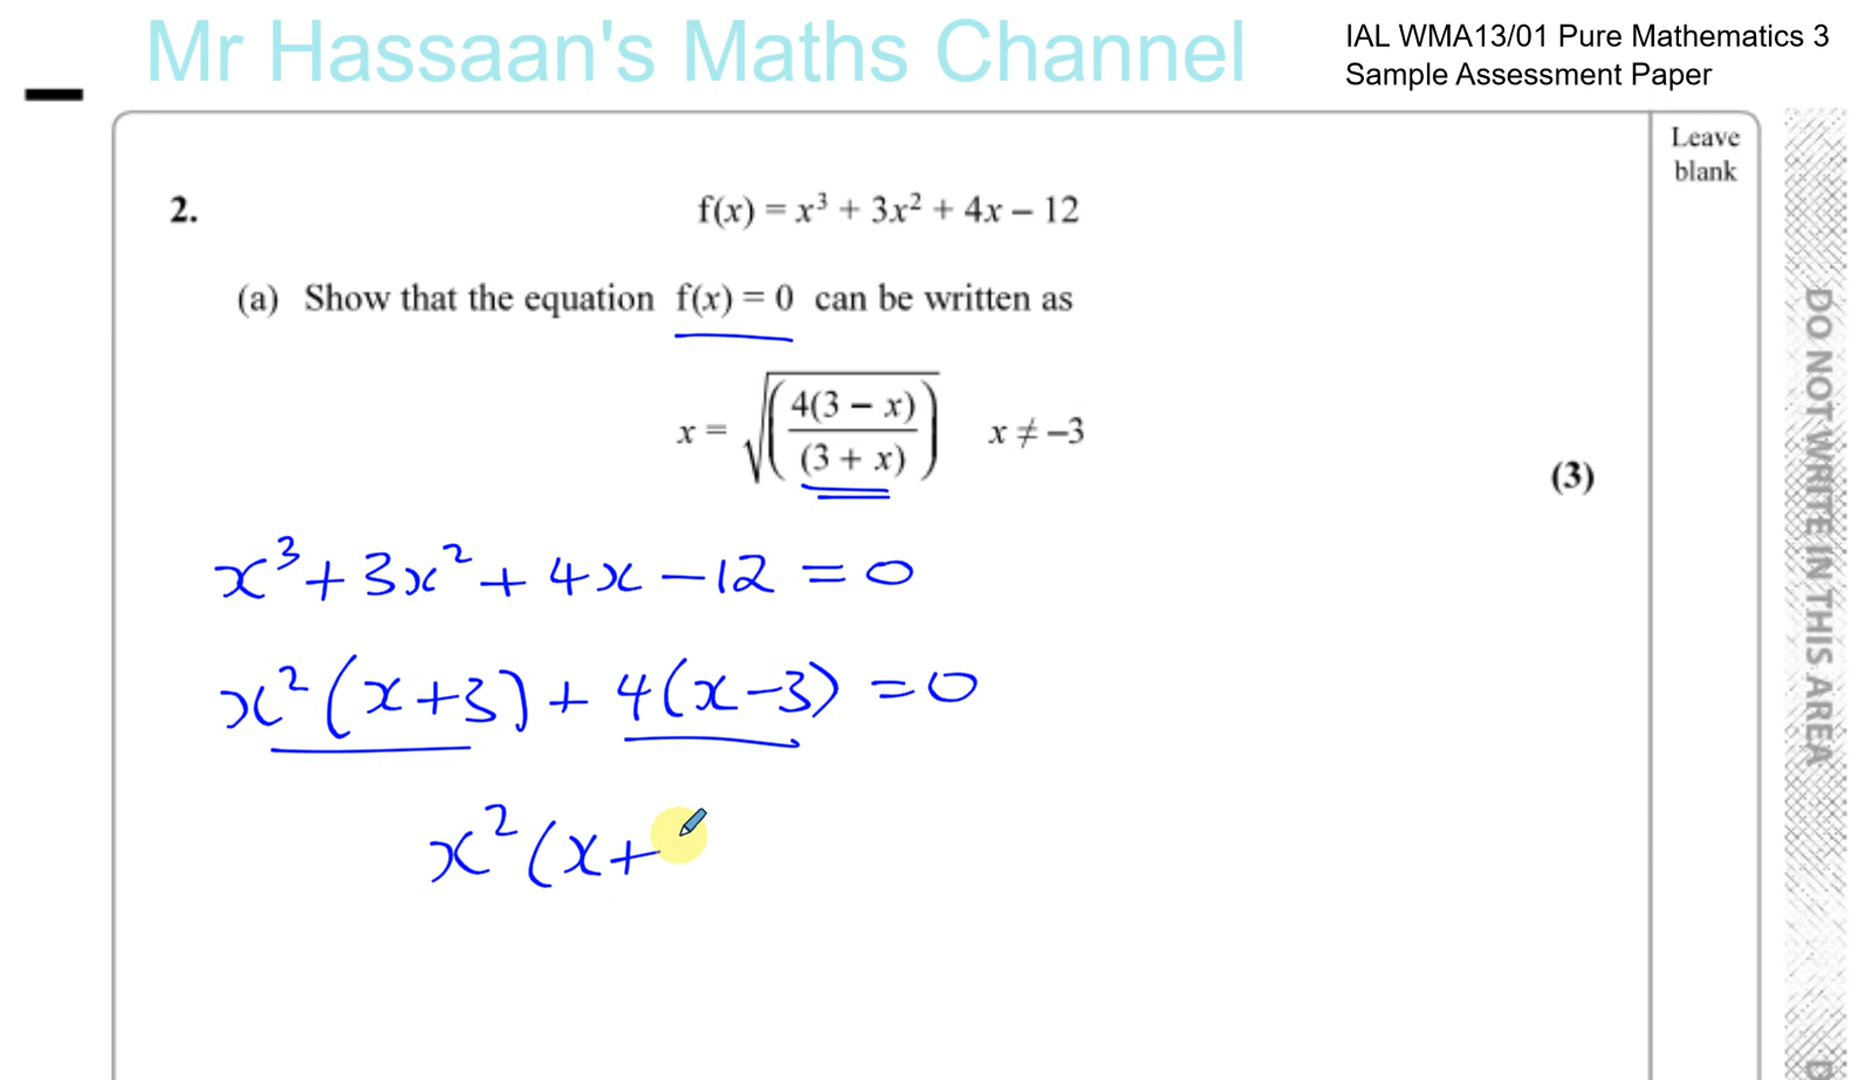 Mr Hassaan's Maths Channel
IAL WMA13/01 Pure Mathematics 3
Sample Assessment Paper
Leave
blank
2.
f(x) = x³ + 3x² + 4x – 12
(a) Show that the equation f(x) = 0 can be written as
x = √((4(3 – x))/((3 + x))) x ≠ –3
(3)
x³ + 3x² + 4x – 12 = 0
x²(x+3) + 4(x–3) = 0
x²(x+
DO NOT WRITE IN THIS AREA
D